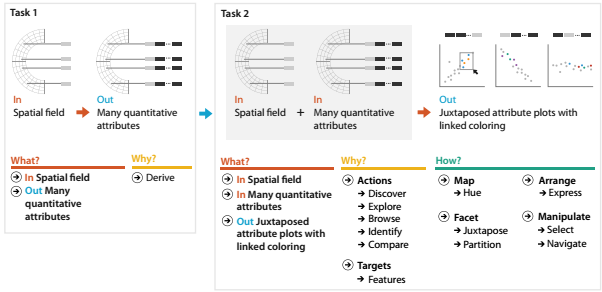 Task 1
In
Spatial field
Out
Many quantitative
attributes
What?
In Spatial field
Out Many
quantitative
attributes
Why?
Derive
Task 2
In
Spatial field
+
In
Many quantitative
attributes
Out
Juxtaposed attribute plots with
linked coloring
What?
In Spatial field
In Many quantitative
attributes
Out Juxtaposed
attribute plots with
linked coloring
Why?
Actions
Discover
Explore
Browse
Identify
Compare
Targets
Features
How?
Map
Hue
Facet
Juxtapose
Partition
Arrange
Express
Manipulate
Select
Navigate